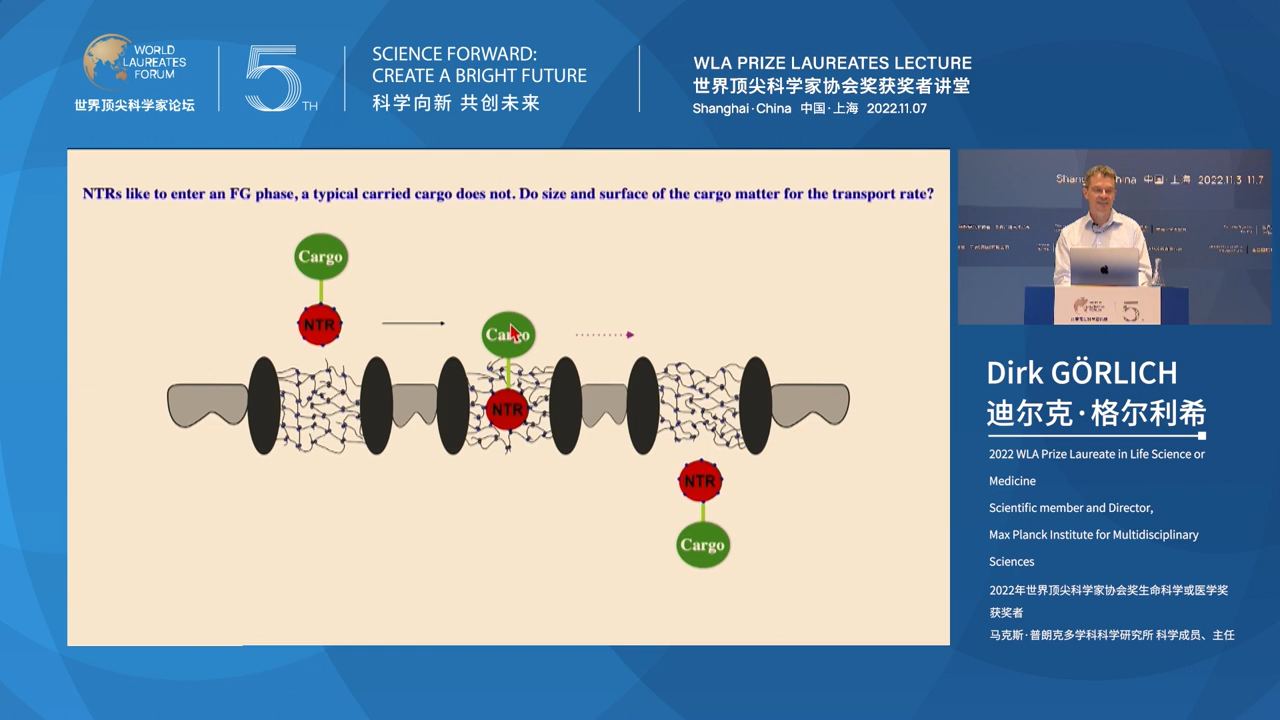 WORLD
LAUREATES
FORUM
世界顶尖科学家论坛
5TH
SCIENCE FORWARD:
CREATE A BRIGHT FUTURE
科学向新 共创未来
WLA PRIZE LAUREATES LECTURE
世界顶尖科学家协会奖获奖者讲堂
Shanghai·China 中国·上海 2022.11.07
NTRs like to enter an FG phase, a typical carried cargo does not. Do size and surface of the cargo matter for the transport rate?
Cargo
NTR
Cargo
NTR
NTR
Cargo
中国·上海 2022.11.3-11.7
5
Dirk GÖRLICH
迪尔克·格尔利希
2022 WLA Prize Laureate in Life Science or
Medicine
Scientific member and Director,
Max Planck Institute for Multidisciplinary
Sciences
2022年世界顶尖科学家协会奖生命科学或医学奖
获奖者
马克斯·普朗克多学科科学研究所 科学成员、主任